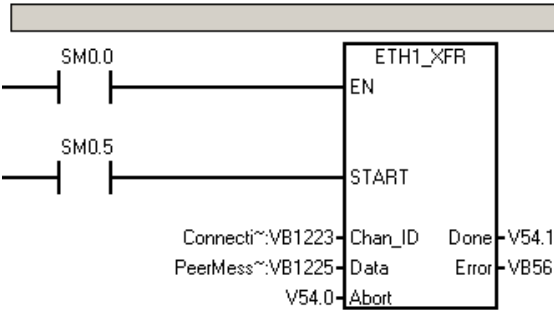 SM0.0
ETH1_XFR
EN
SM0.5
START
Connecti~:VB1223 Chan_ID Done V54.1
PeerMess~:VB1225 Data Error VB56
V54.0 Abort